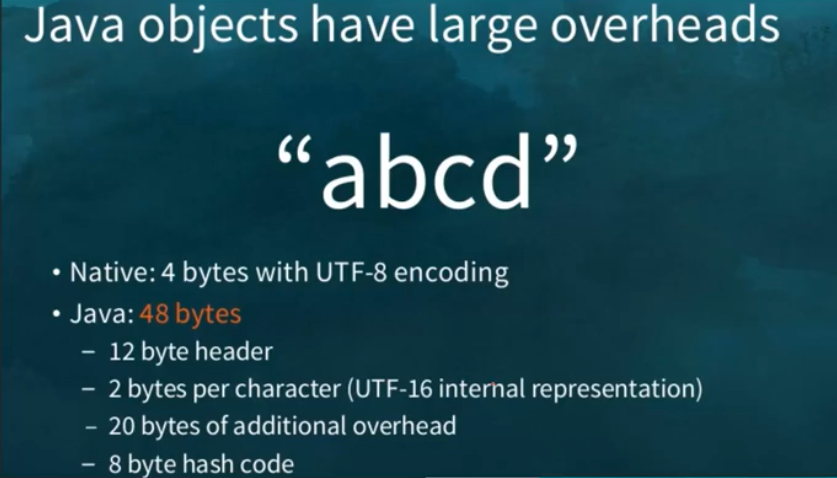 Java objects have large overheads
“abcd”
• Native: 4 bytes with UTF-8 encoding
• Java: 48 bytes
– 12 byte header
– 2 bytes per character (UTF-16 internal representation)
– 20 bytes of additional overhead
– 8 byte hash code